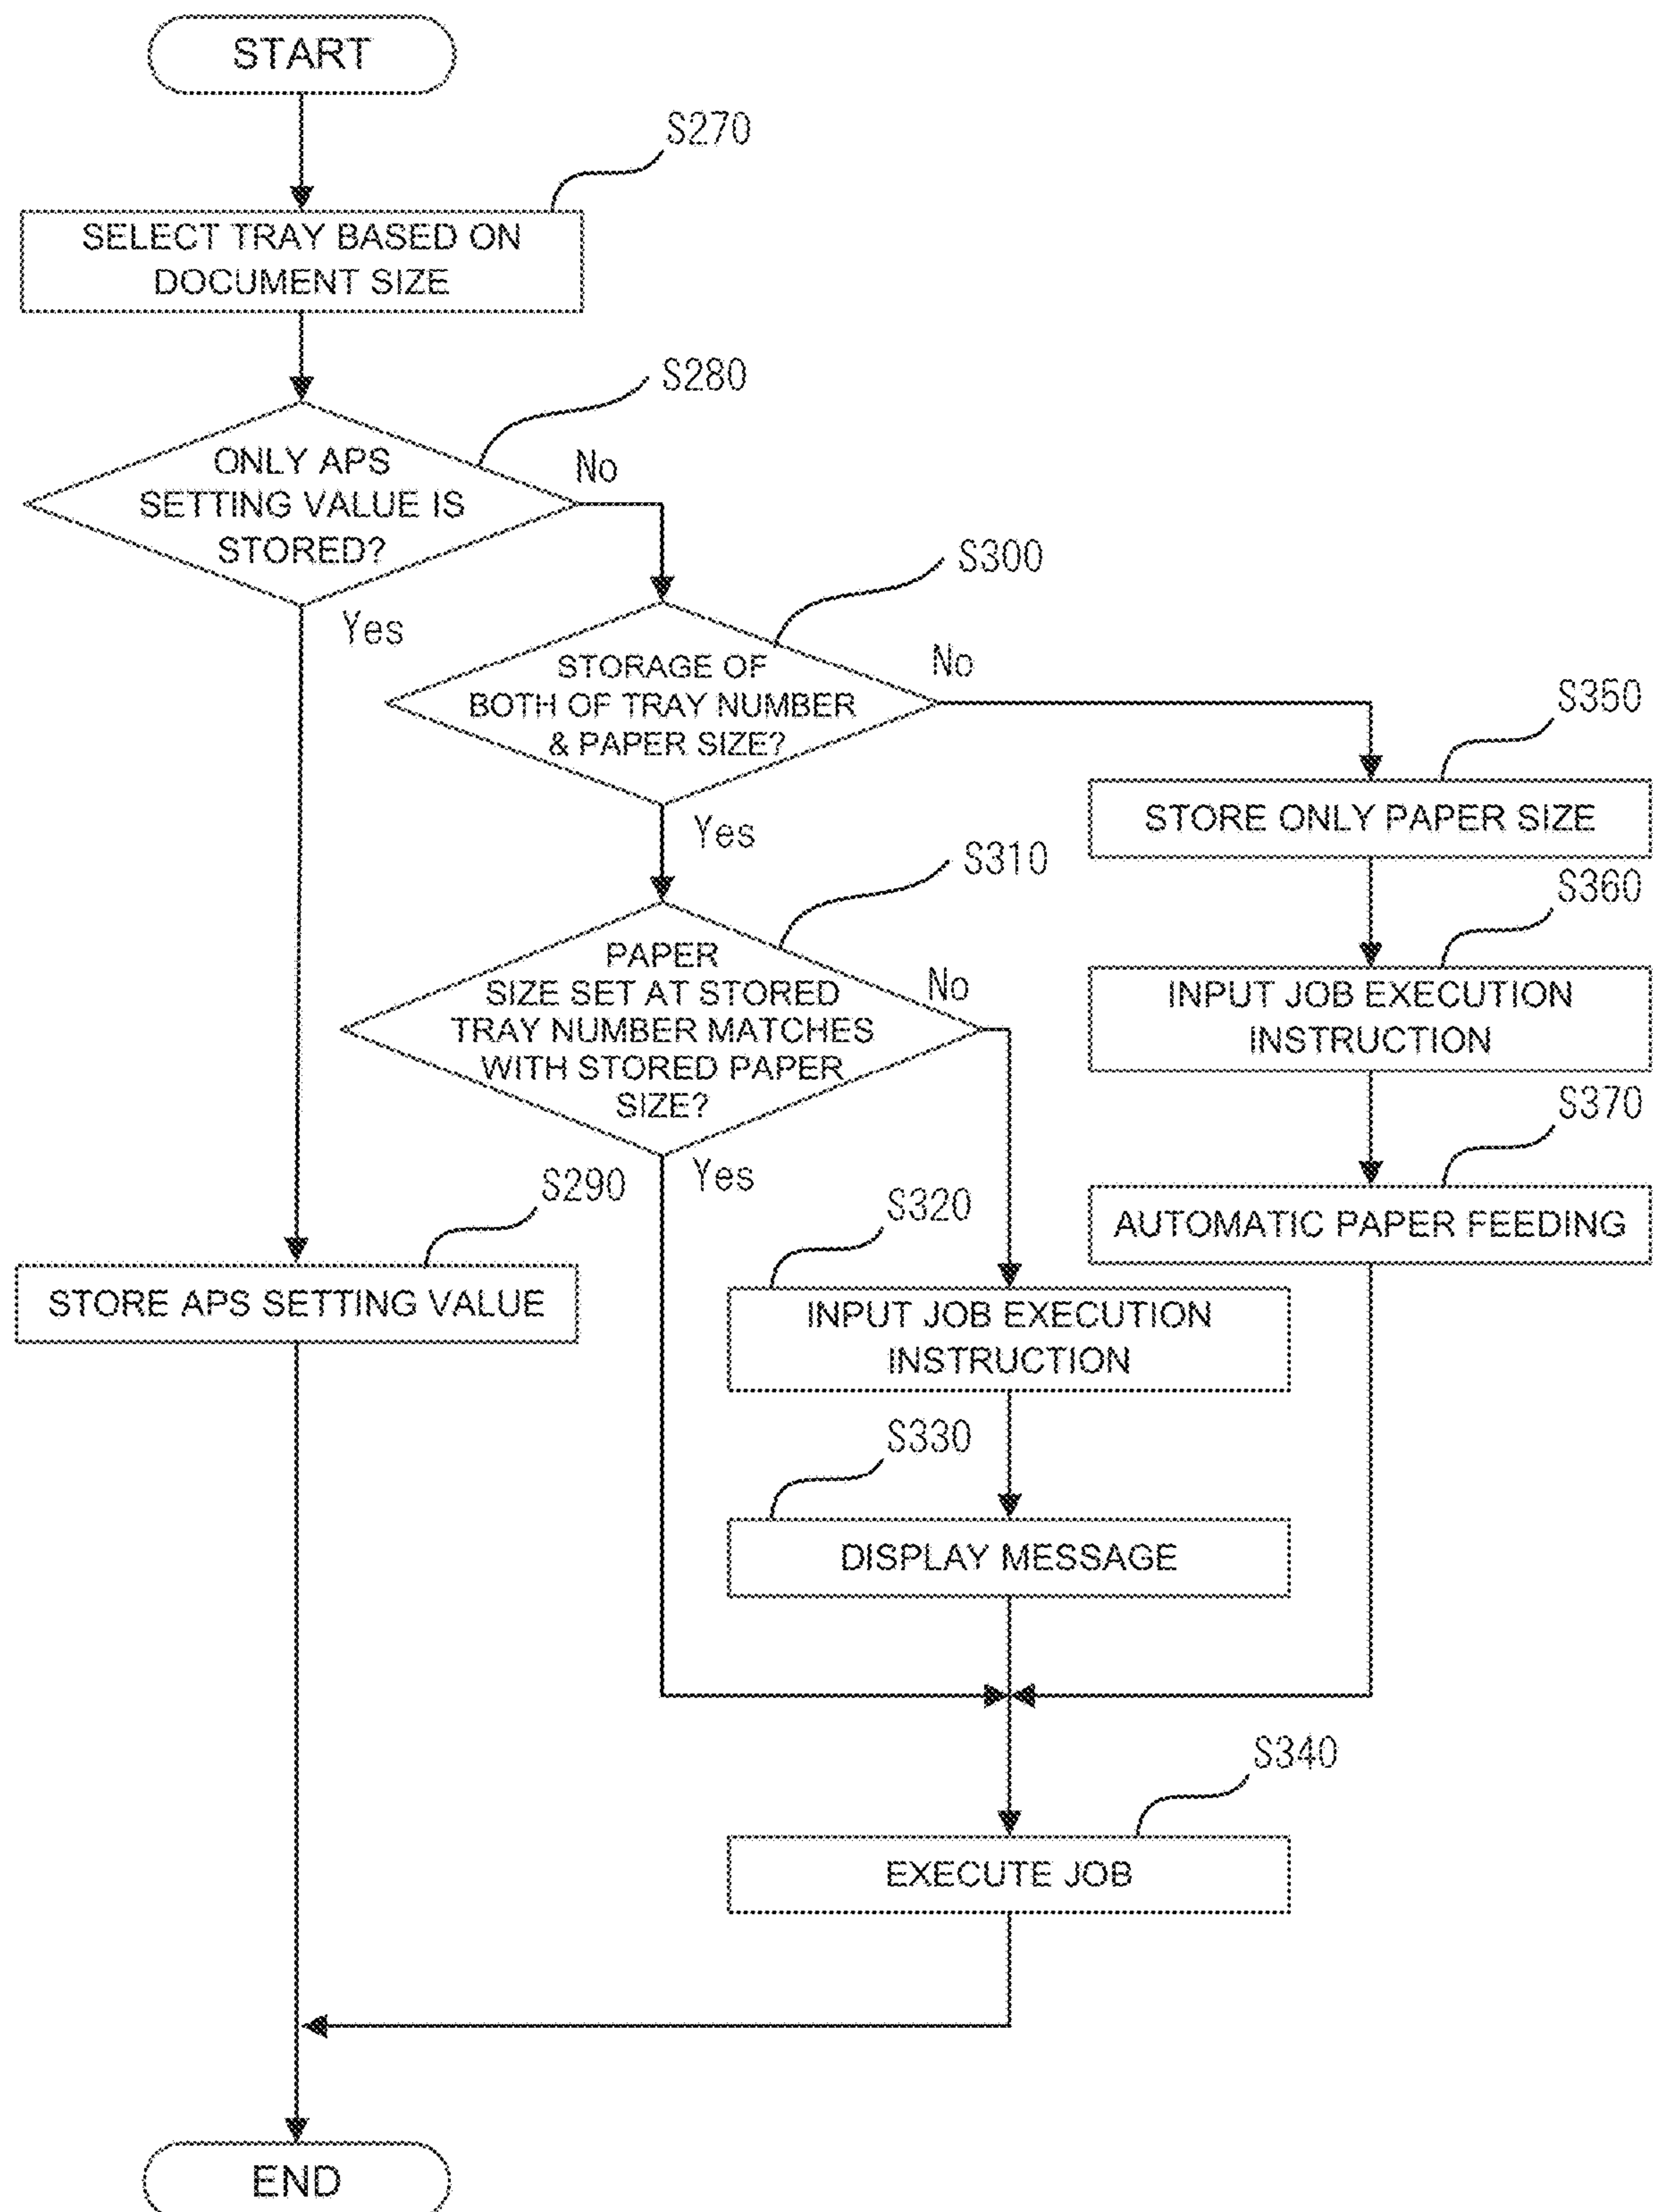 START
S270
SELECT TRAY BASED ON
DOCUMENT SIZE
S280
ONLY APS
SETTING VALUE IS
STORED?
No
Yes
S300
STORAGE OF
BOTH OF TRAY NUMBER
& PAPER SIZE?
No
Yes
S350
STORE ONLY PAPER SIZE
S310
PAPER
SIZE SET AT STORED
TRAY NUMBER MATCHES
WITH STORED PAPER
SIZE?
No
Yes
S360
INPUT JOB EXECUTION
INSTRUCTION
S370
AUTOMATIC PAPER FEEDING
S290
STORE APS SETTING VALUE
S320
INPUT JOB EXECUTION
INSTRUCTION
S330
DISPLAY MESSAGE
S340
EXECUTE JOB
END